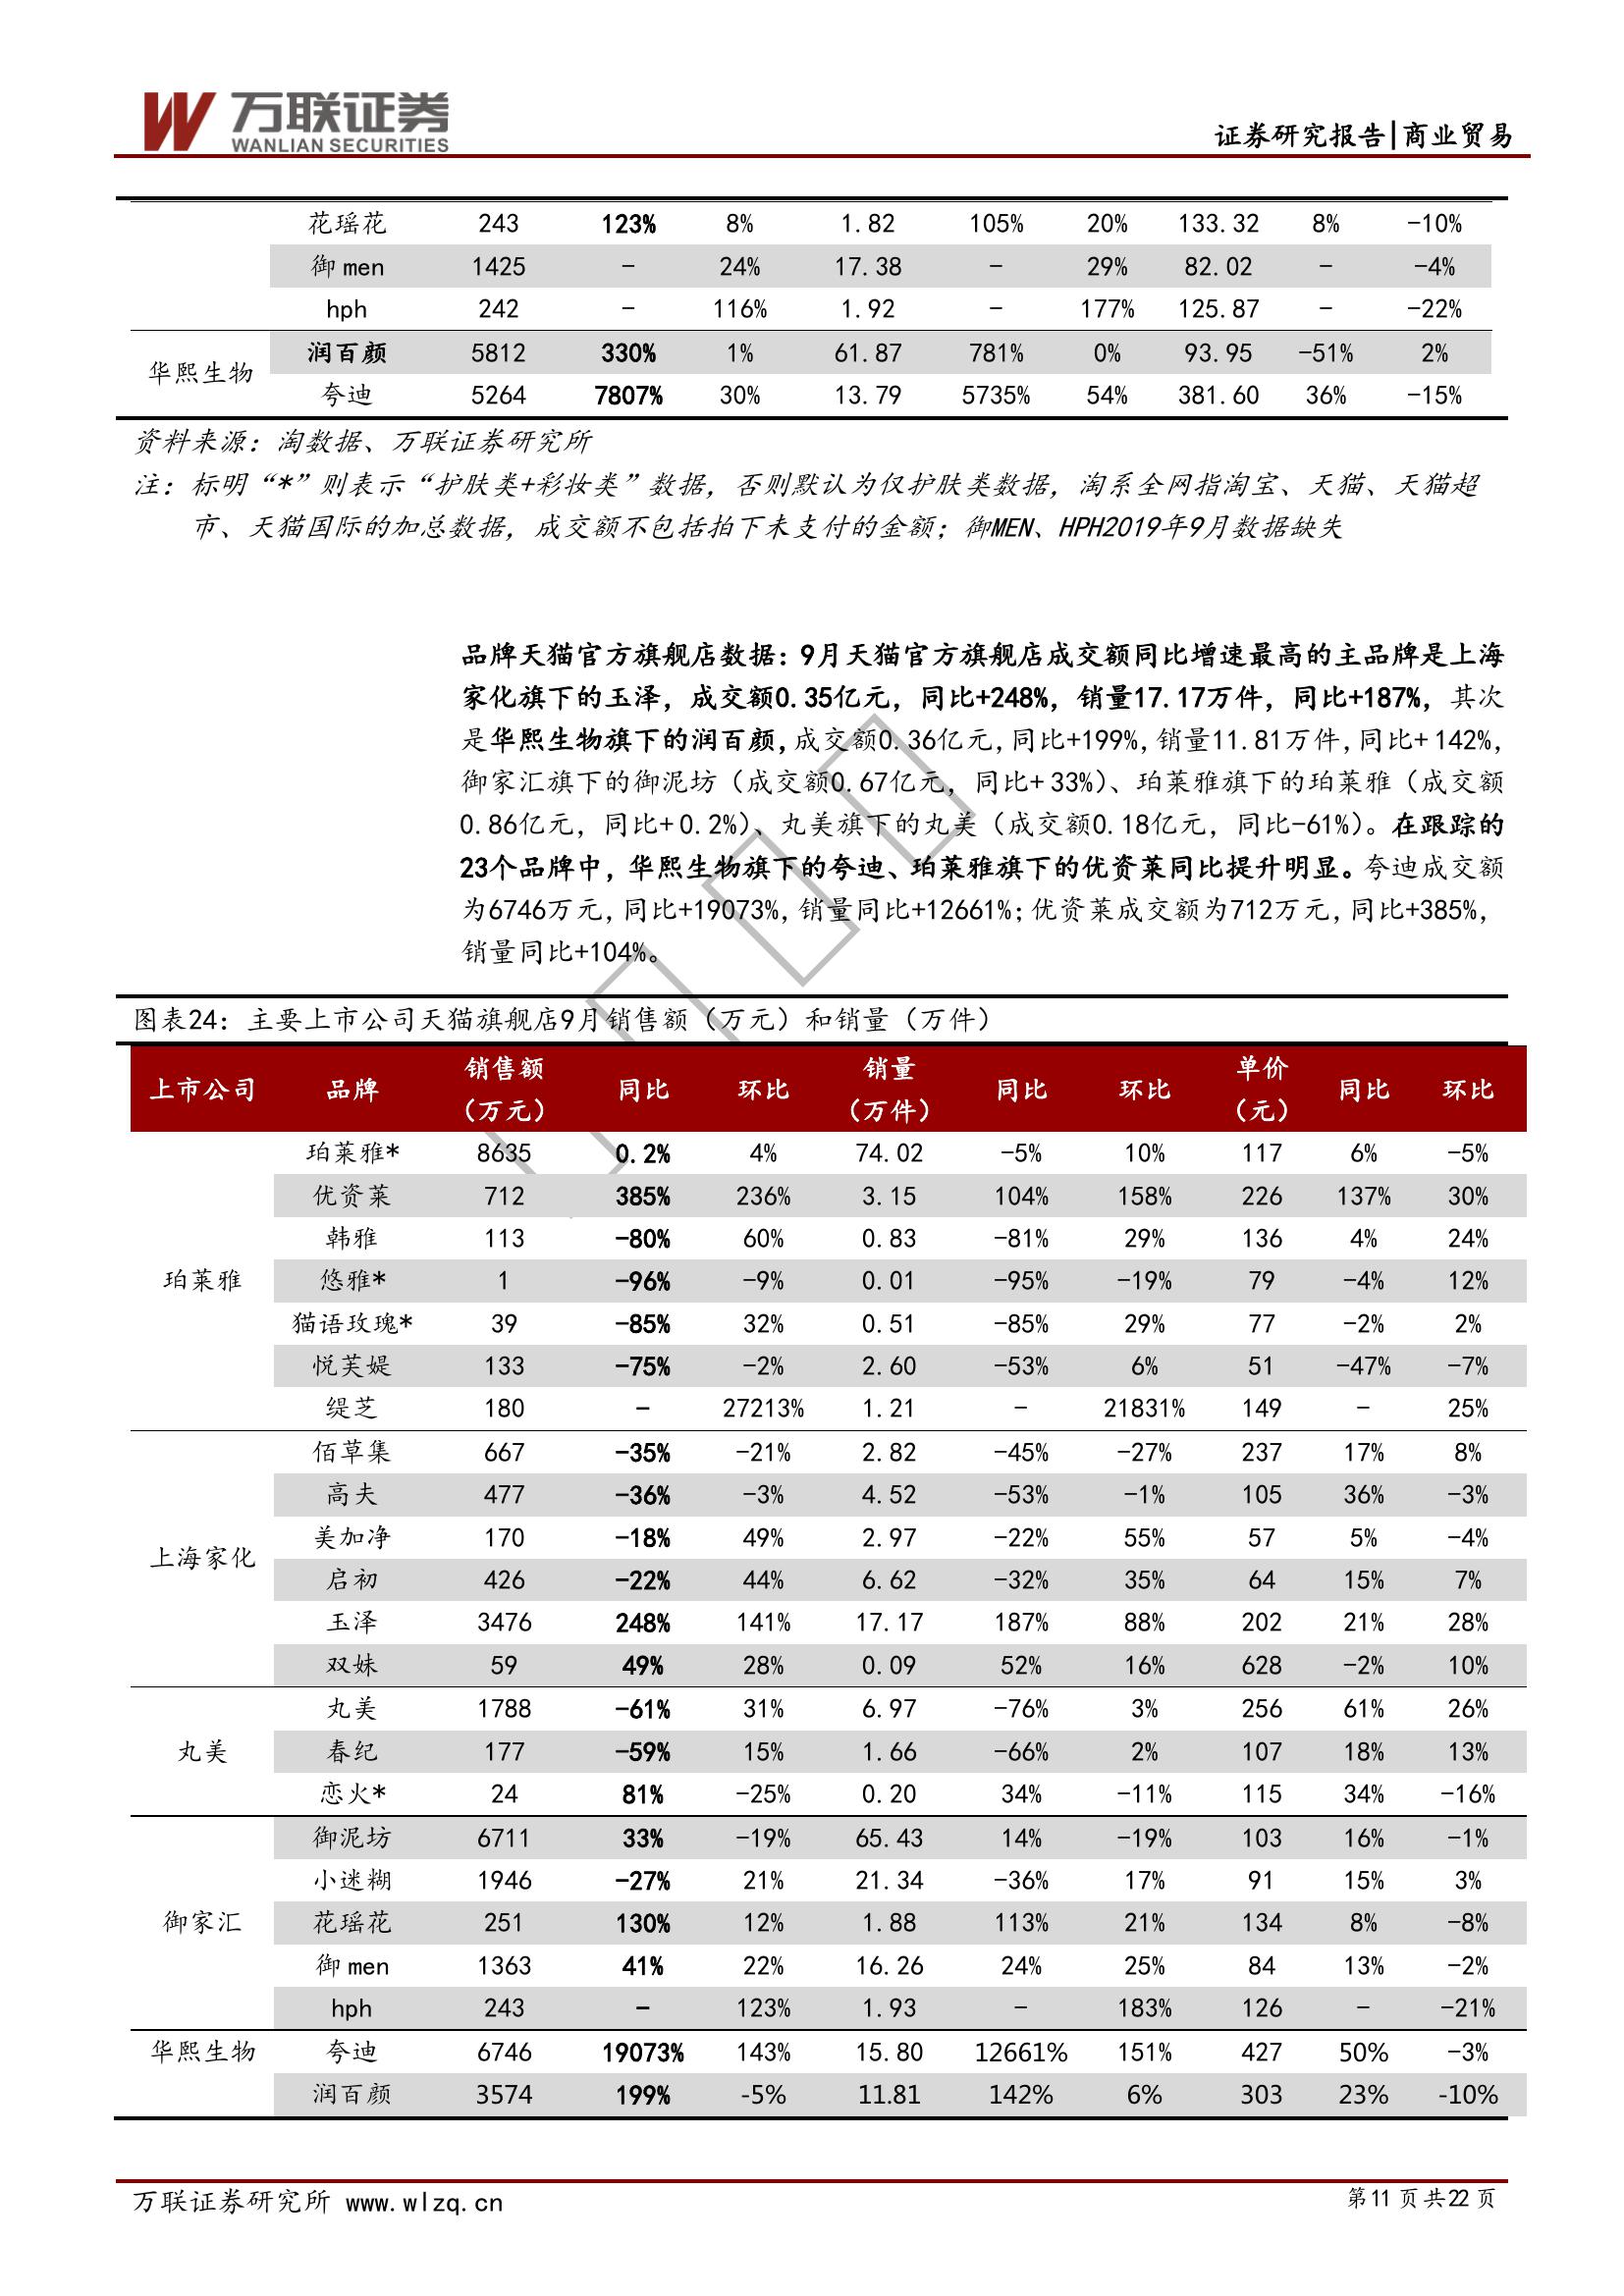 万联证券
WANLIAN SECURITIES
证券研究报告|商业贸易
花瑶花 243 123% 8% 1.82 105% 20% 133.32 8% -10%
御men 1425 - 24% 17.38 - 29% 82.02 - -4%
hph 242 - 116% 1.92 - 177% 125.87 - -22%
华熙生物
润百颜 5812 330% 1% 61.87 781% 0% 93.95 -51% 2%
夸迪 5264 7807% 30% 13.79 5735% 54% 381.60 36% -15%
资料来源：淘数据、万联证券研究所
注：标明“*”则表示“护肤类+彩妆类”数据，否则默认为仅护肤类数据，淘系全网指淘宝、天猫、天猫超
市、天猫国际的加总数据，成交额不包括拍下未支付的金额；御MEN、HPH2019年9月数据缺失
品牌天猫官方旗舰店数据：9月天猫官方旗舰店成交额同比增速最高的主品牌是上海
家化旗下的玉泽，成交额0.35亿元，同比+248%，销量17.17万件，同比+187%，其次
是华熙生物旗下的润百颜，成交额0.36亿元，同比+199%，销量11.81万件，同比+142%，
御家汇旗下的御泥坊（成交额0.67亿元，同比+33%）、珀莱雅旗下的珀莱雅（成交额
0.86亿元，同比+0.2%）、丸美旗下的丸美（成交额0.18亿元，同比-61%）。在跟踪的
23个品牌中，华熙生物旗下的夸迪、珀莱雅旗下的优资莱同比提升明显。夸迪成交额
为6746万元，同比+19073%，销量同比+12661%；优资莱成交额为712万元，同比+385%，
销量同比+104%。
图表24：主要上市公司天猫旗舰店9月销售额（万元）和销量（万件）
上市公司 品牌 销售额（万元） 同比 环比 销量（万件） 同比 环比 单价（元） 同比 环比
珀莱雅
珀莱雅* 8635 0.2% 4% 74.02 -5% 10% 117 6% -5%
优资莱 712 385% 236% 3.15 104% 158% 226 137% 30%
韩雅 113 -80% 60% 0.83 -81% 29% 136 4% 24%
悠雅* 1 -96% -9% 0.01 -95% -19% 79 -4% 12%
猫语玫瑰* 39 -85% 32% 0.51 -85% 29% 77 -2% 2%
悦芙媞 133 -75% -2% 2.60 -53% 6% 51 -47% -7%
缇芝 180 - 27213% 1.21 - 21831% 149 - 25%
上海家化
佰草集 667 -35% -21% 2.82 -45% -27% 237 17% 8%
高夫 477 -36% -3% 4.52 -53% -1% 105 36% -3%
美加净 170 -18% 49% 2.97 -22% 55% 57 5% -4%
启初 426 -22% 44% 6.62 -32% 35% 64 15% 7%
玉泽 3476 248% 141% 17.17 187% 88% 202 21% 28%
双妹 59 49% 28% 0.09 52% 16% 628 -2% 10%
丸美
丸美 1788 -61% 31% 6.97 -76% 3% 256 61% 26%
春纪 177 -59% 15% 1.66 -66% 2% 107 18% 13%
恋火* 24 81% -25% 0.20 34% -11% 115 34% -16%
御家汇
御泥坊 6711 33% -19% 65.43 14% -19% 103 16% -1%
小迷糊 1946 -27% 21% 21.34 -36% 17% 91 15% 3%
花瑶花 251 130% 12% 1.88 113% 21% 134 8% -8%
御men 1363 41% 22% 16.26 24% 25% 84 13% -2%
hph 243 - 123% 1.93 - 183% 126 - -21%
华熙生物 夸迪 6746 19073% 143% 15.80 12661% 151% 427 50% -3%
润百颜 3574 199% -5% 11.81 142% 6% 303 23% -10%
万联证券研究所 www.wlzq.cn
第11页共22页